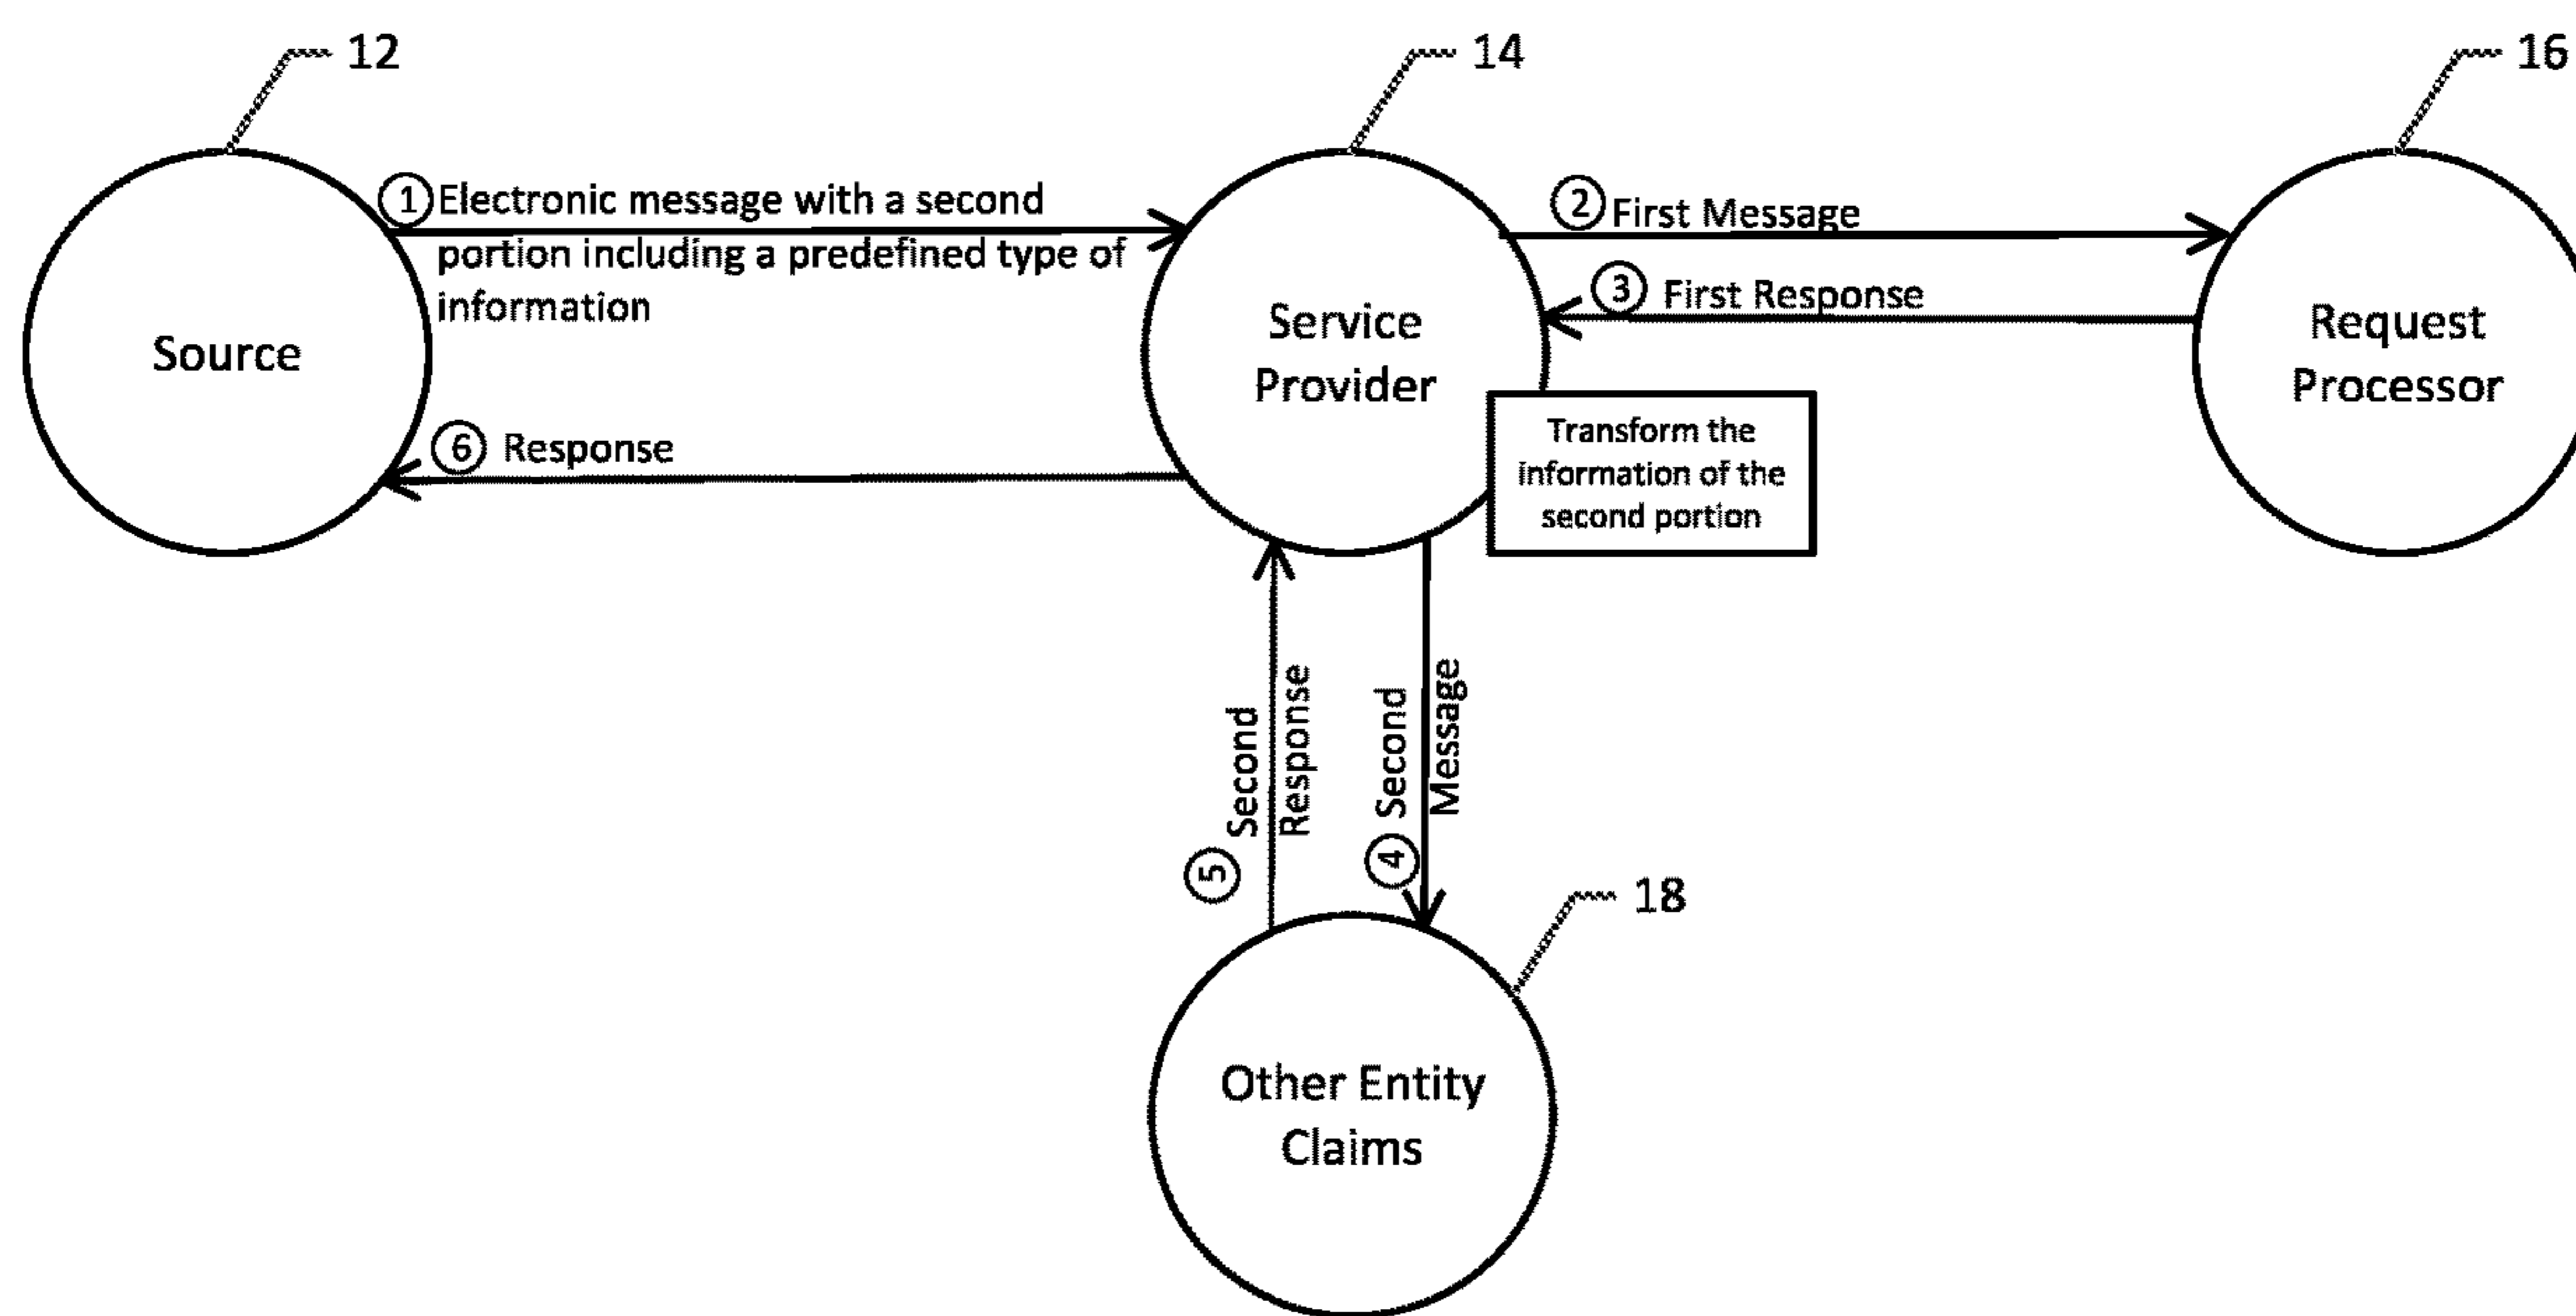 12
14
16
① Electronic message with a second
portion including a predefined type of
information
② First Message
③ First Response
Source
Service
Provider
Request
Processor
Transform the
information of the
second portion
⑥ Response
⑤ Second
Response
④ Second
Message
18
Other Entity
Claims